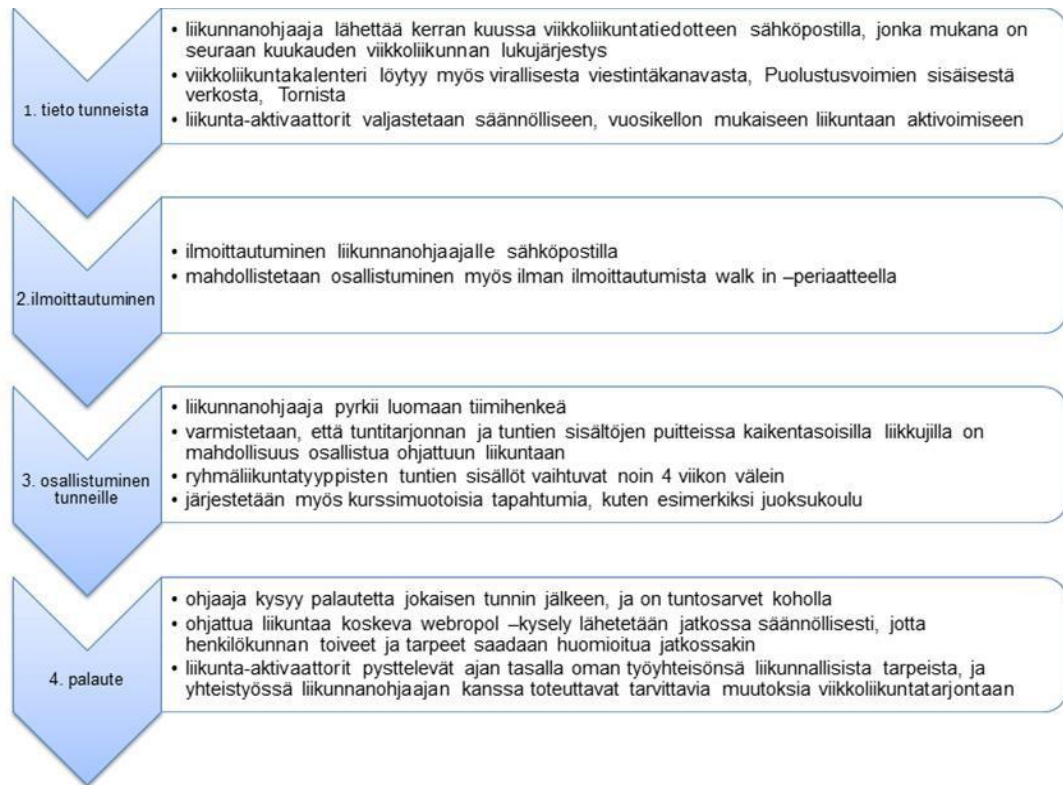 1. tieto tunneista
• liikunnanohjaaja lähettää kerran kuussa viikkoliikuntatiedotteen sähköpostilla, jonka mukana on
seuraan kuukauden viikkoliikunnan lukujärjestys
• viikkoliikuntakalenteri löytyy myös virallisesta viestintäkanavasta, Puolustusvoimien sisäisestä
verkosta, Tornista
• liikunta-aktivaattorit valjastetaan säännölliseen, vuosikellon mukaiseen liikuntaan aktivoimiseen
2.ilmoittautuminen
• ilmoittautuminen liikunnanohjaajalle sähköpostilla
• mahdollistetaan osallistuminen myös ilman ilmoittautumista walk in –periaatteella
3. osallistuminen
tunneille
• liikunnanohjaaja pyrkii luomaan tiimihenkeä
• varmistetaan, että tuntitarjonnan ja tuntien sisältöjen puitteissa kaikentasoisilla liikkujilla on
mahdollisuus osallistua ohjattuun liikuntaan
• ryhmäliikuntatyyppisten tuntien sisällöt vaihtuvat noin 4 viikon välein
• järjestetään myös kurssimuotoisia tapahtumia, kuten esimerkiksi juoksukoulu
4. palaute
• ohjaaja kysyy palautetta jokaisen tunnin jälkeen, ja on tuntosarvet koholla
• ohjattua liikuntaa koskeva webropol –kysely lähetetään jatkossa säännöllisesti, jotta
henkilökunnan toiveet ja tarpeet saadaan huomioitua jatkossakin
• liikunta-aktivaattorit pysttelevät ajan tasalla oman työyhteisönsä liikunnallisista tarpeista, ja
yhteistyössä liikunnanohjaajan kanssa toteuttavat tarvittavia muutoksia viikkoliikuntatarjontaan